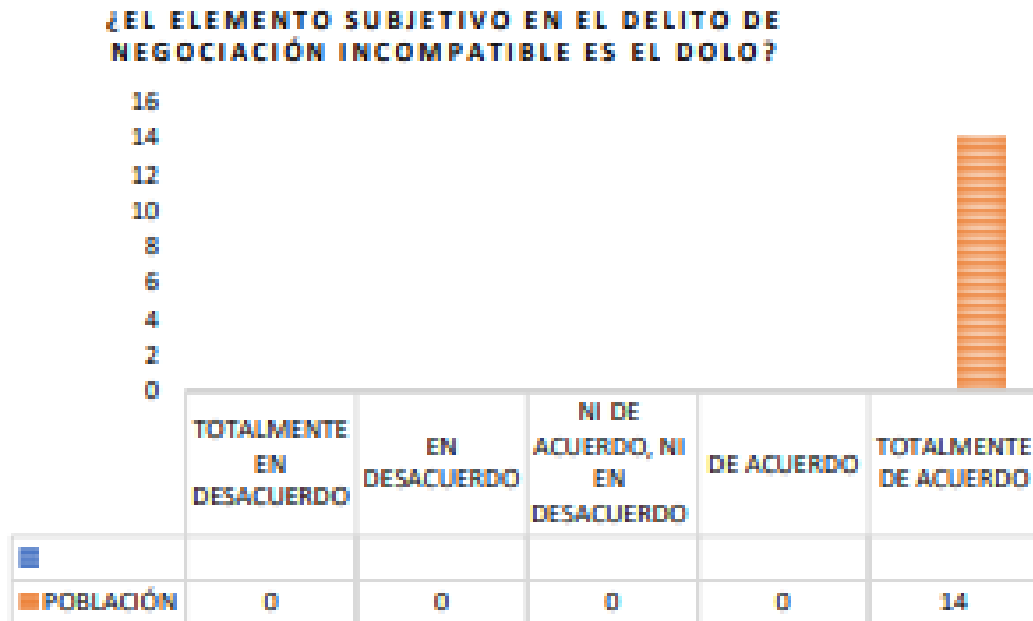 ¿EL ELEMENTO SUBJETIVO EN EL DELITO DE
NEGOCIACIÓN INCOMPATIBLE ES EL DOLO?
16
14
12
10
8
6
4
2
0
TOTALMENTE
EN
DESACUERDO
EN
DESACUERDO
NI DE
ACUERDO, NI
EN
DESACUERDO
DE ACUERDO
TOTALMENTE
DE ACUERDO
POBLACIÓN 0 0 0 0 14